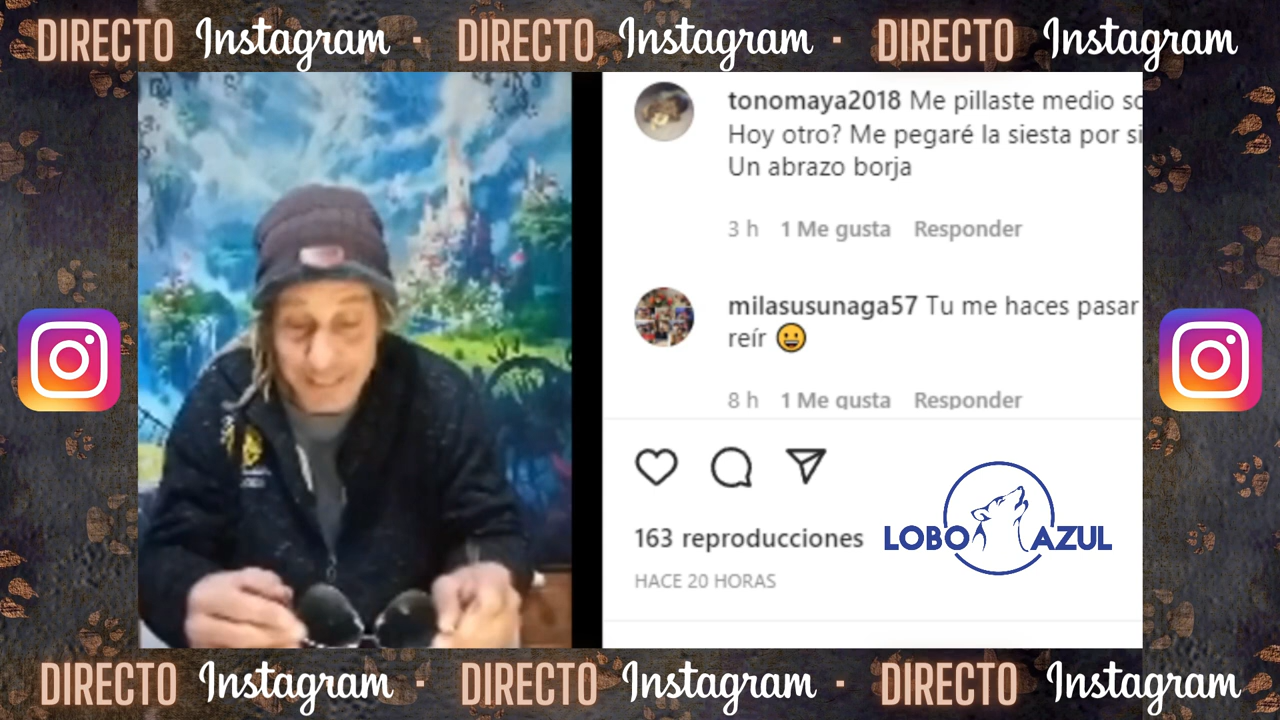 DIRECTO Instagram · DIRECTO Instagram · DIRECTO Instagram
tonomaya2018 Me pillaste medio
Hoy otro? Me pegaré la siesta por
Un abrazo borja
3 h 1 Me gusta Responder
milasusunaga57 Tu me haces pasar
reír 😀
8 h 1 Me gusta Responder
163 reproducciones
HACE 20 HORAS
LOBO AZUL
DIRECTO Instagram · DIRECTO Instagram · DIRECTO Instagram